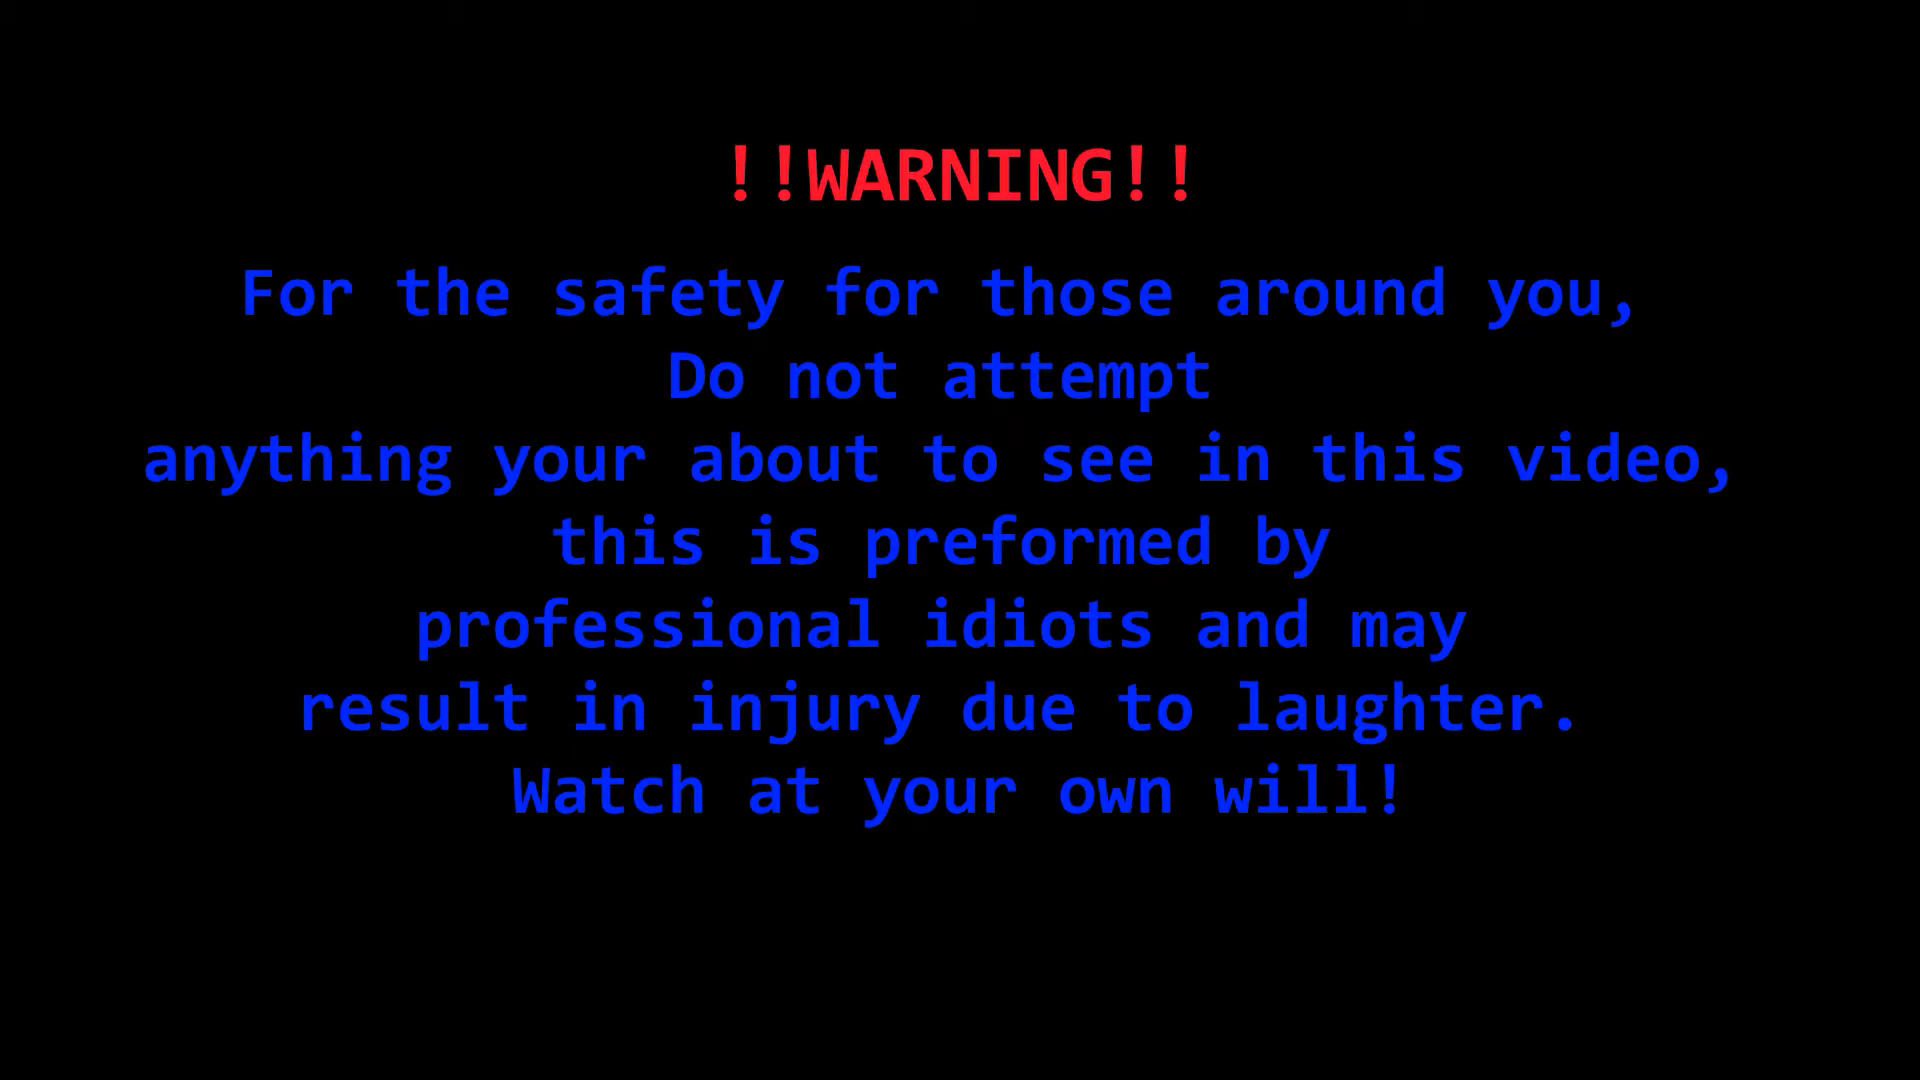 !!WARNING!!
For the safety for those around you,
Do not attempt
anything your about to see in this video,
this is preformed by
professional idiots and may
result in injury due to laughter.
Watch at your own will!